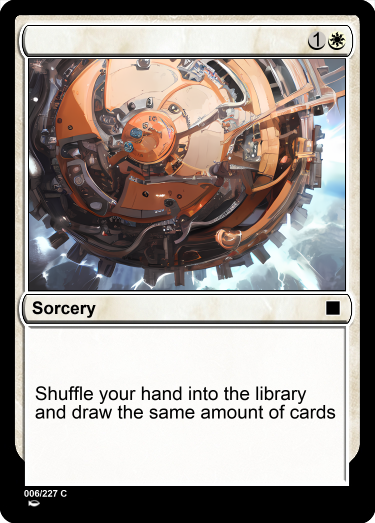 1
Sorcery
Shuffle your hand into the library
and draw the same amount of cards
006/227 C